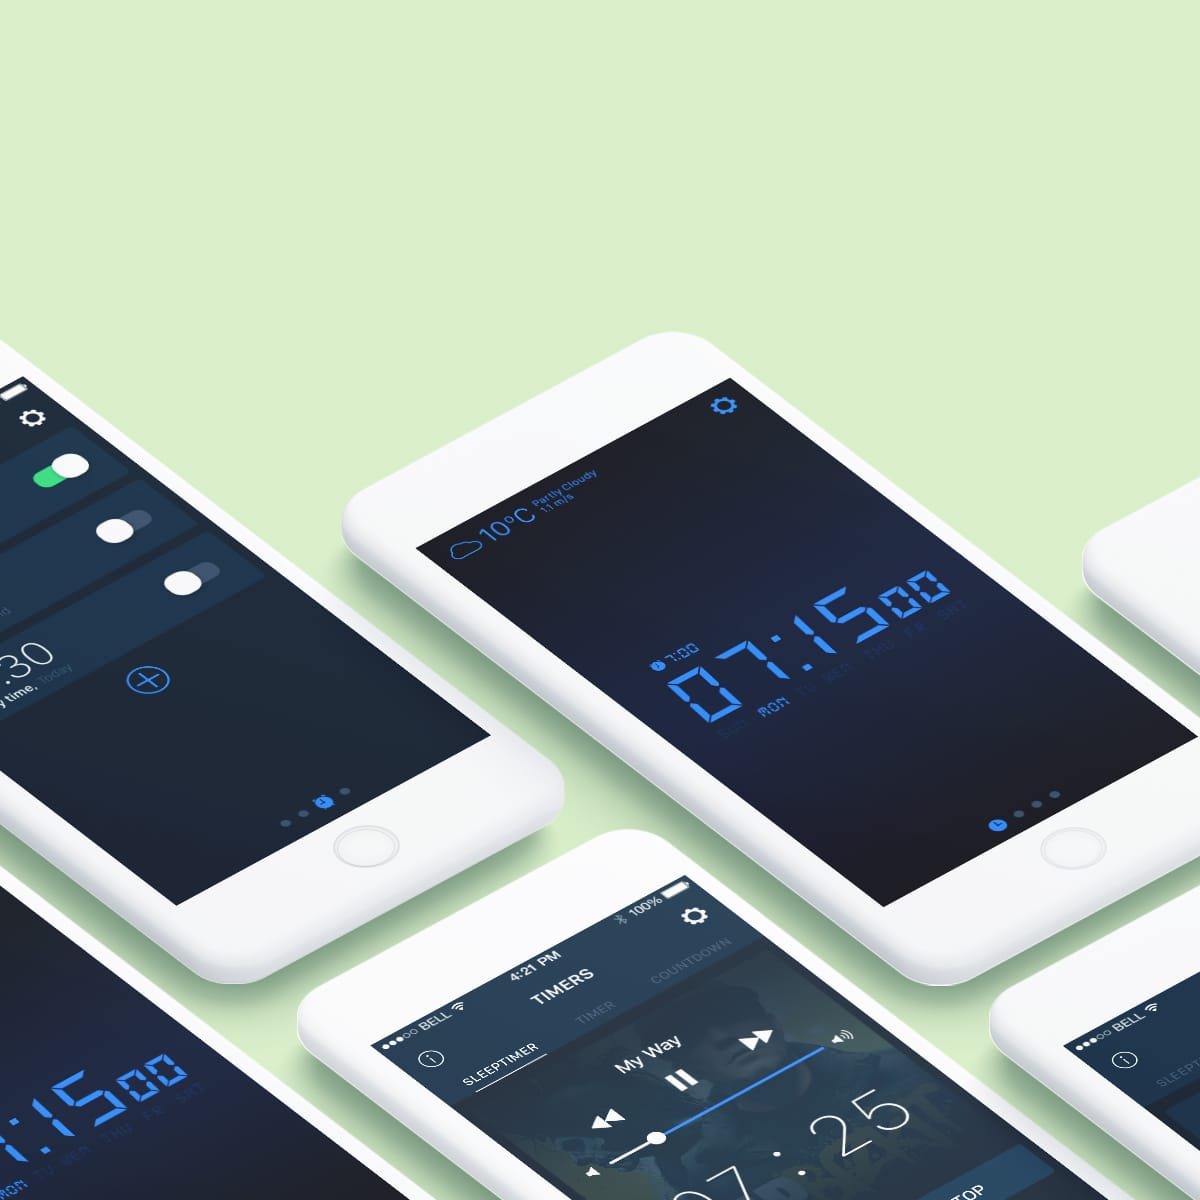 :30
y time, Today
10°C
Partly Cloudy
1.1 m/s
7:00
07:15 00
SUN MON TU WED THU FR SAT
:15 00
MON TU WED THU FR SAT
BELL 4:21 PM 100%
TIMERS
SLEEPTIMER TIMER COUNTDOWN
My Way
07:25
TOP
BELL
SLEEPT